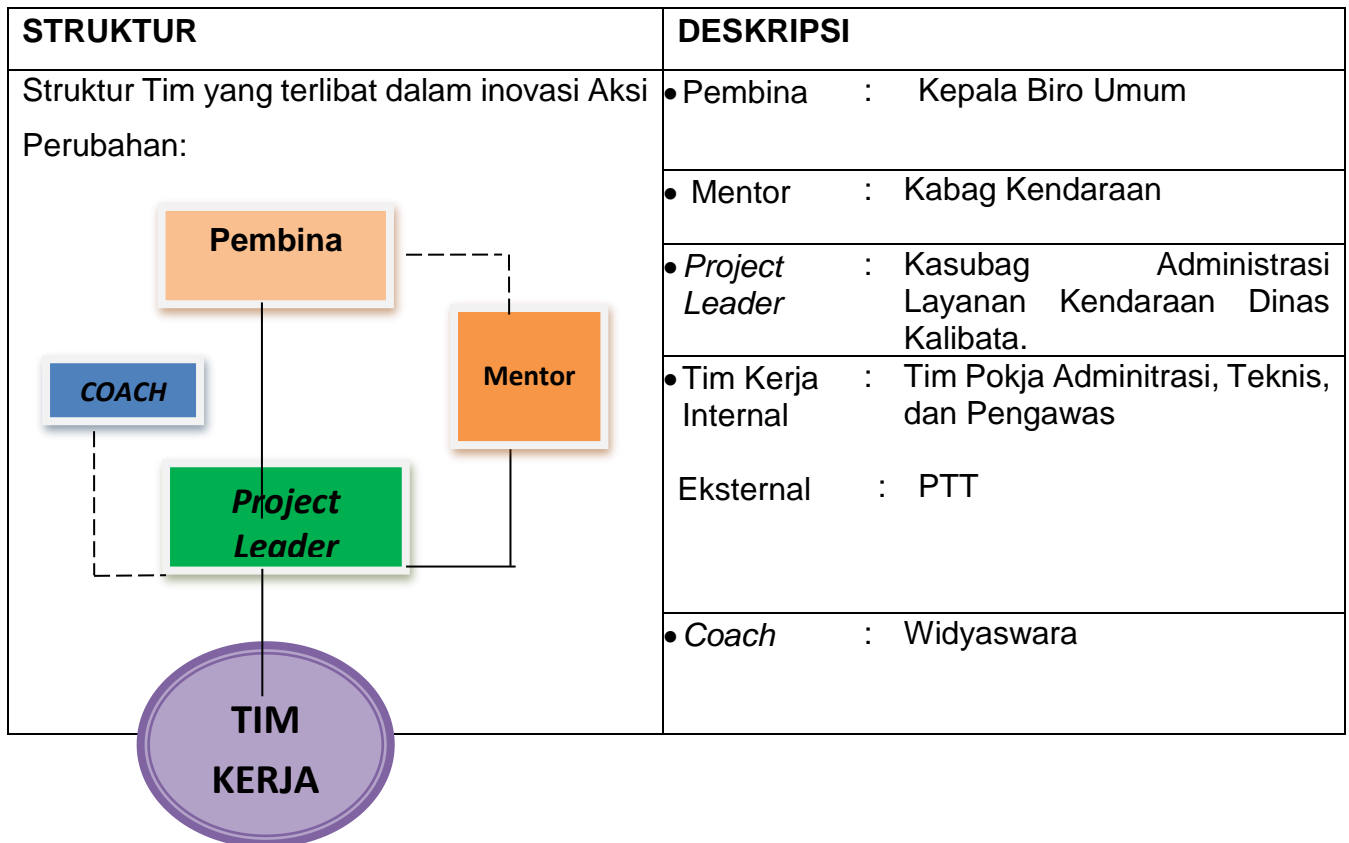 STRUKTUR
DESKRIPSI
Struktur Tim yang terlibat dalam inovasi Aksi
Perubahan:
Pembina
Mentor
COACH
Project
Leader
TIM
KERJA
• Pembina : Kepala Biro Umum
• Mentor : Kabag Kendaraan
• Project : Kasubag Administrasi
Leader Layanan Kendaraan Dinas
Kalibata.
• Tim Kerja : Tim Pokja Adminitrasi, Teknis,
Internal dan Pengawas
Eksternal : PTT
• Coach : Widyaswara